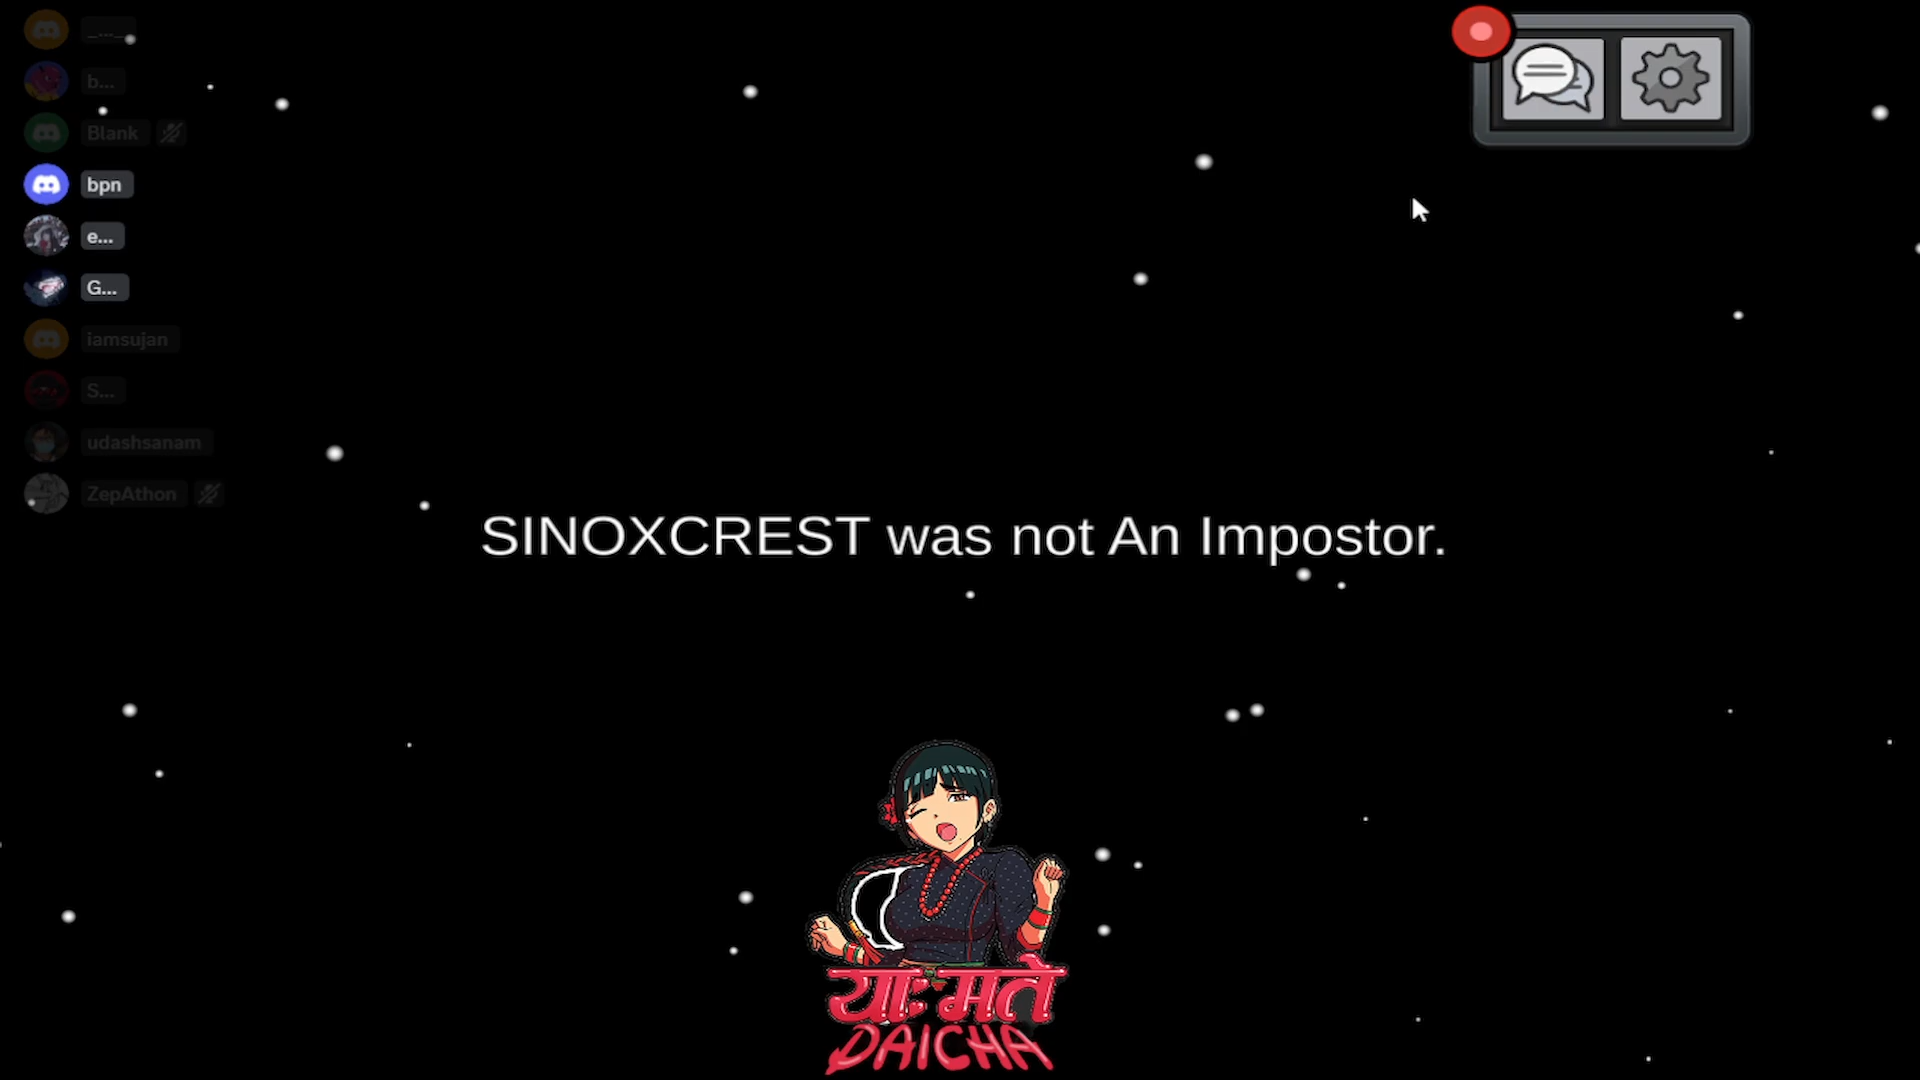 _..._
b...
Blank
bpn
e...
G...
iamsujan
S...
udashsanam
ZepAthon
SINOXCREST was not An Impostor.
याःमते
DAICHA